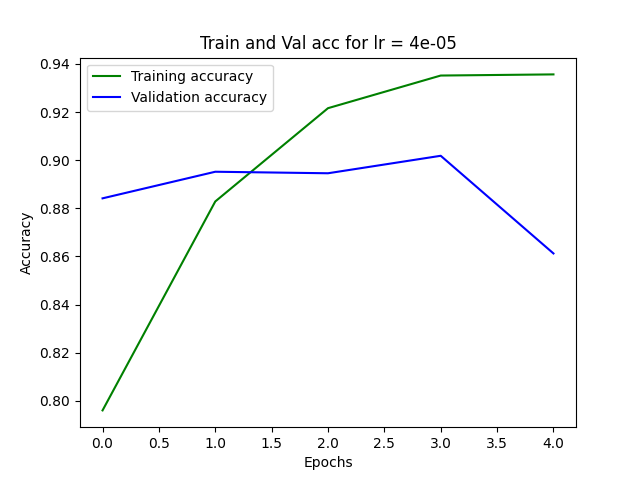 Train and Val acc for lr = 4e-05
Training accuracy
Validation accuracy
0.94
0.92
0.90
0.88
0.86
0.84
0.82
0.80
Accuracy
0.0 0.5 1.0 1.5 2.0 2.5 3.0 3.5 4.0
Epochs